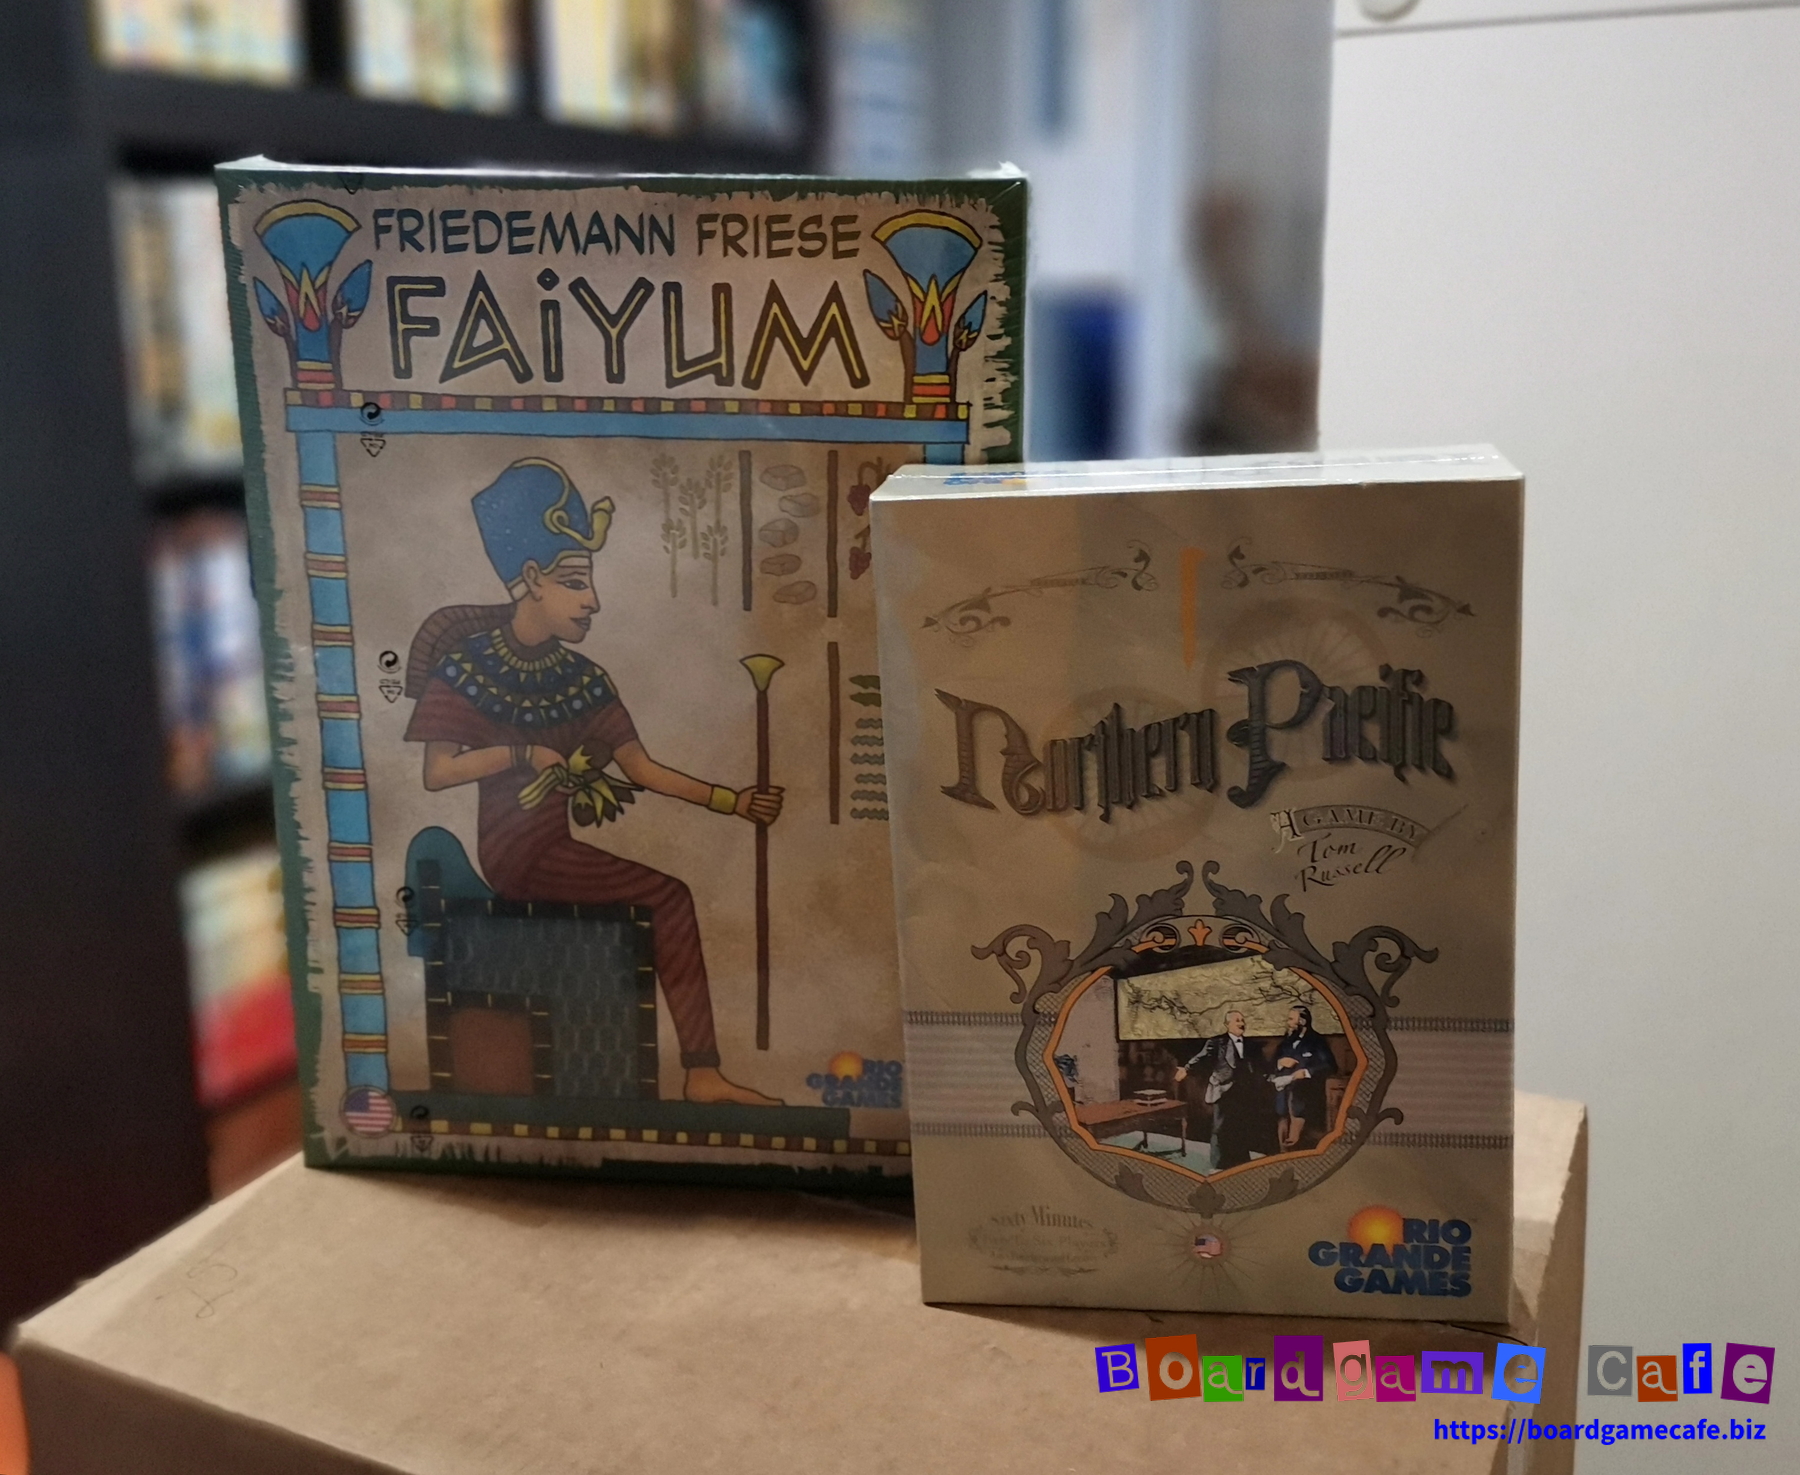 FRIEDEMANN FRIESE
FAiYUM
RIO
GRANDE
GAMES
Northern Pacific
A GAME BY
Tom
Russell
Sixty Minutes
RIO
GRANDE
GAMES
Boardgame Cafe
https://boardgamecafe.biz